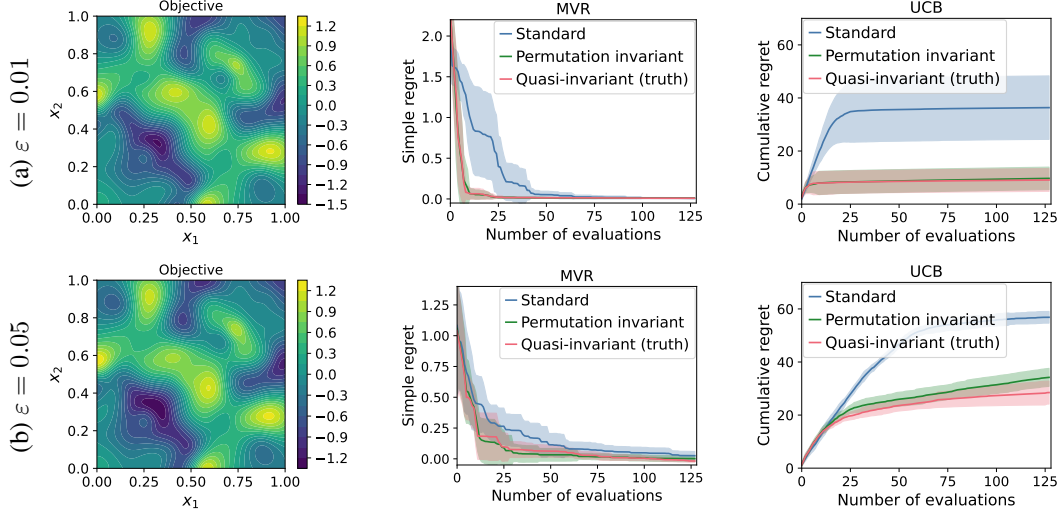 (a) ε = 0.01
Objective
1.0
0.8
0.6
0.4
0.2
0.0
x₂
0.00 0.25 0.50 0.75 1.00
x₁
1.2
0.9
0.6
0.3
0.0
−0.3
−0.6
−0.9
−1.2
−1.5
MVR
Simple regret
2.0
1.5
1.0
0.5
0.0
Standard
Permutation invariant
Quasi-invariant (truth)
0 25 50 75 100 125
Number of evaluations
UCB
Cumulative regret
60
40
20
0
Standard
Permutation invariant
Quasi-invariant (truth)
0 25 50 75 100 125
Number of evaluations
(b) ε = 0.05
Objective
1.0
0.8
0.6
0.4
0.2
0.0
x₂
0.00 0.25 0.50 0.75 1.00
x₁
1.2
0.9
0.6
0.3
0.0
−0.3
−0.6
−0.9
−1.2
MVR
Simple regret
1.25
1.00
0.75
0.50
0.25
0.00
Standard
Permutation invariant
Quasi-invariant (truth)
0 25 50 75 100 125
Number of evaluations
UCB
Cumulative regret
60
40
20
0
Standard
Permutation invariant
Quasi-invariant (truth)
0 25 50 75 100 125
Number of evaluations